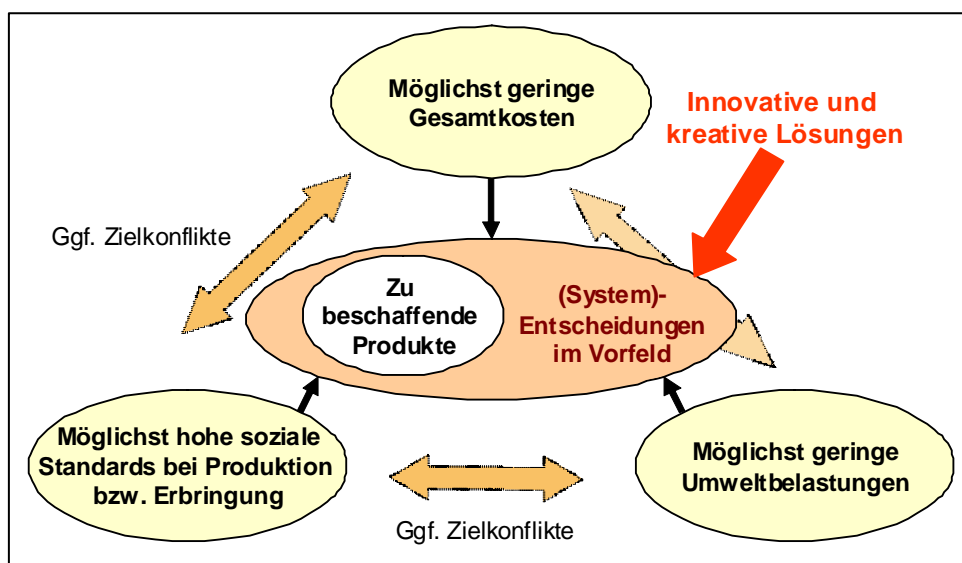 Möglichst geringe
Gesamtkosten
Innovative und
kreative Lösungen
Ggf. Zielkonflikte
Zu
beschaffende
Produkte
(System)-
Entscheidungen
im Vorfeld
Möglichst hohe soziale
Standards bei Produktion
bzw. Erbringung
Möglichst geringe
Umweltbelastungen
Ggf. Zielkonflikte